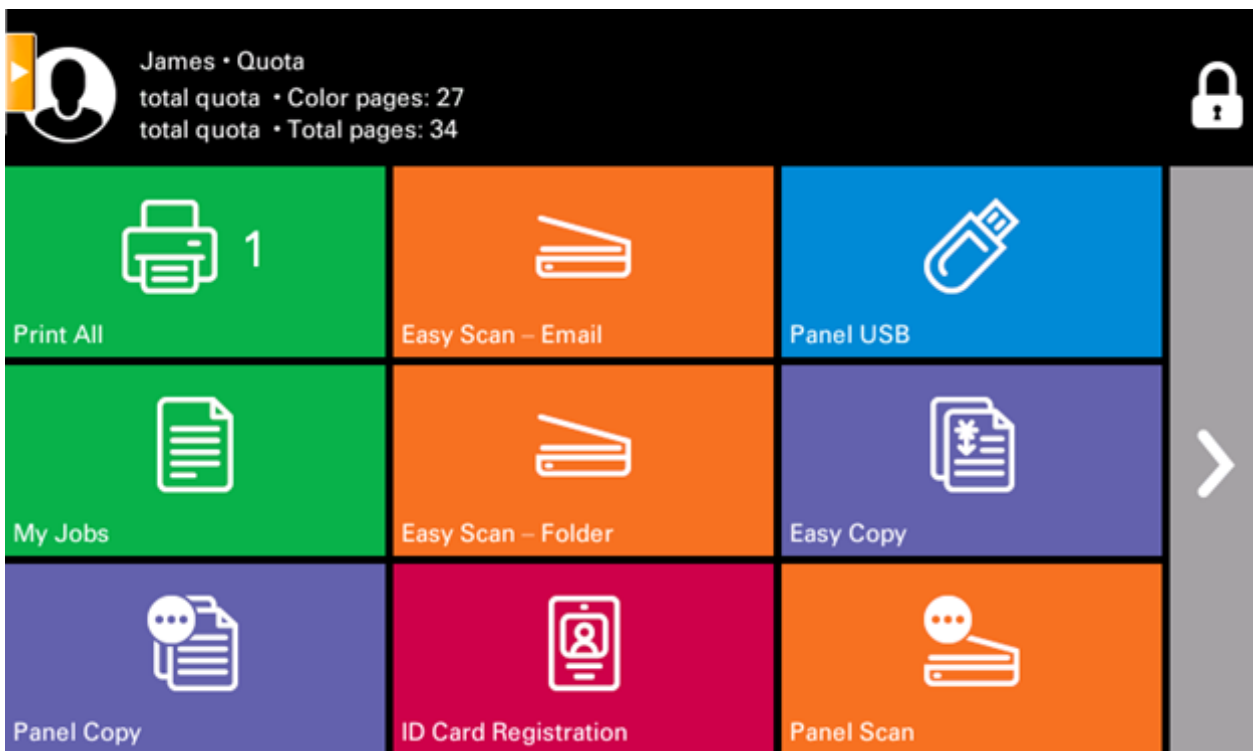 James • Quota
total quota • Color pages: 27
total quota • Total pages: 34
1
Print All
Easy Scan – Email
Panel USB
¥
My Jobs
Easy Scan – Folder
Easy Copy
Panel Copy
ID Card Registration
Panel Scan